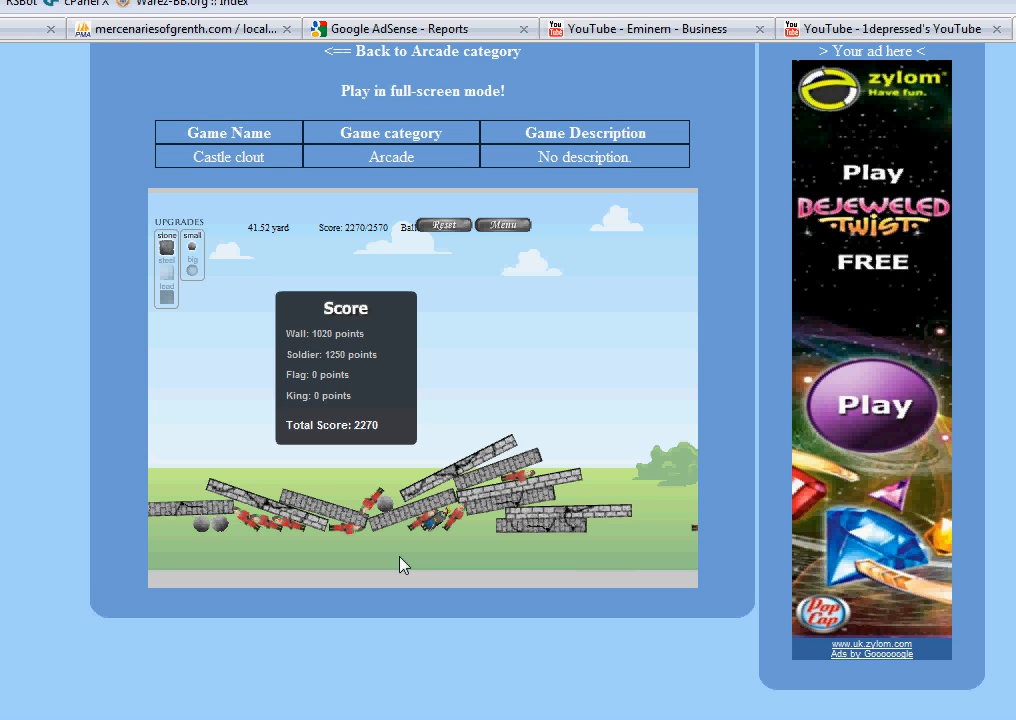 RSBot cPanel X Warez-BB.org :: Index
mercenariesofgrenth.com / local... Google AdSense - Reports YouTube - Eminem - Business YouTube - 1depressed's YouTube
<== Back to Arcade category
Play in full-screen mode!
Game Name Game category Game Description
Castle clout Arcade No description.
UPGRADES
41.52 yard Score: 2270/2570 Ball Reset Menu
stone small
steel big
lead
Score
Wall: 1020 points
Soldier: 1250 points
Flag: 0 points
King: 0 points
Total Score: 2270
> Your ad here <
zylom
Have fun.
Play
BEJEWELED
TWIST
FREE
Play
Pop
Cap
www.uk.zylom.com
Ads by Goooooogle